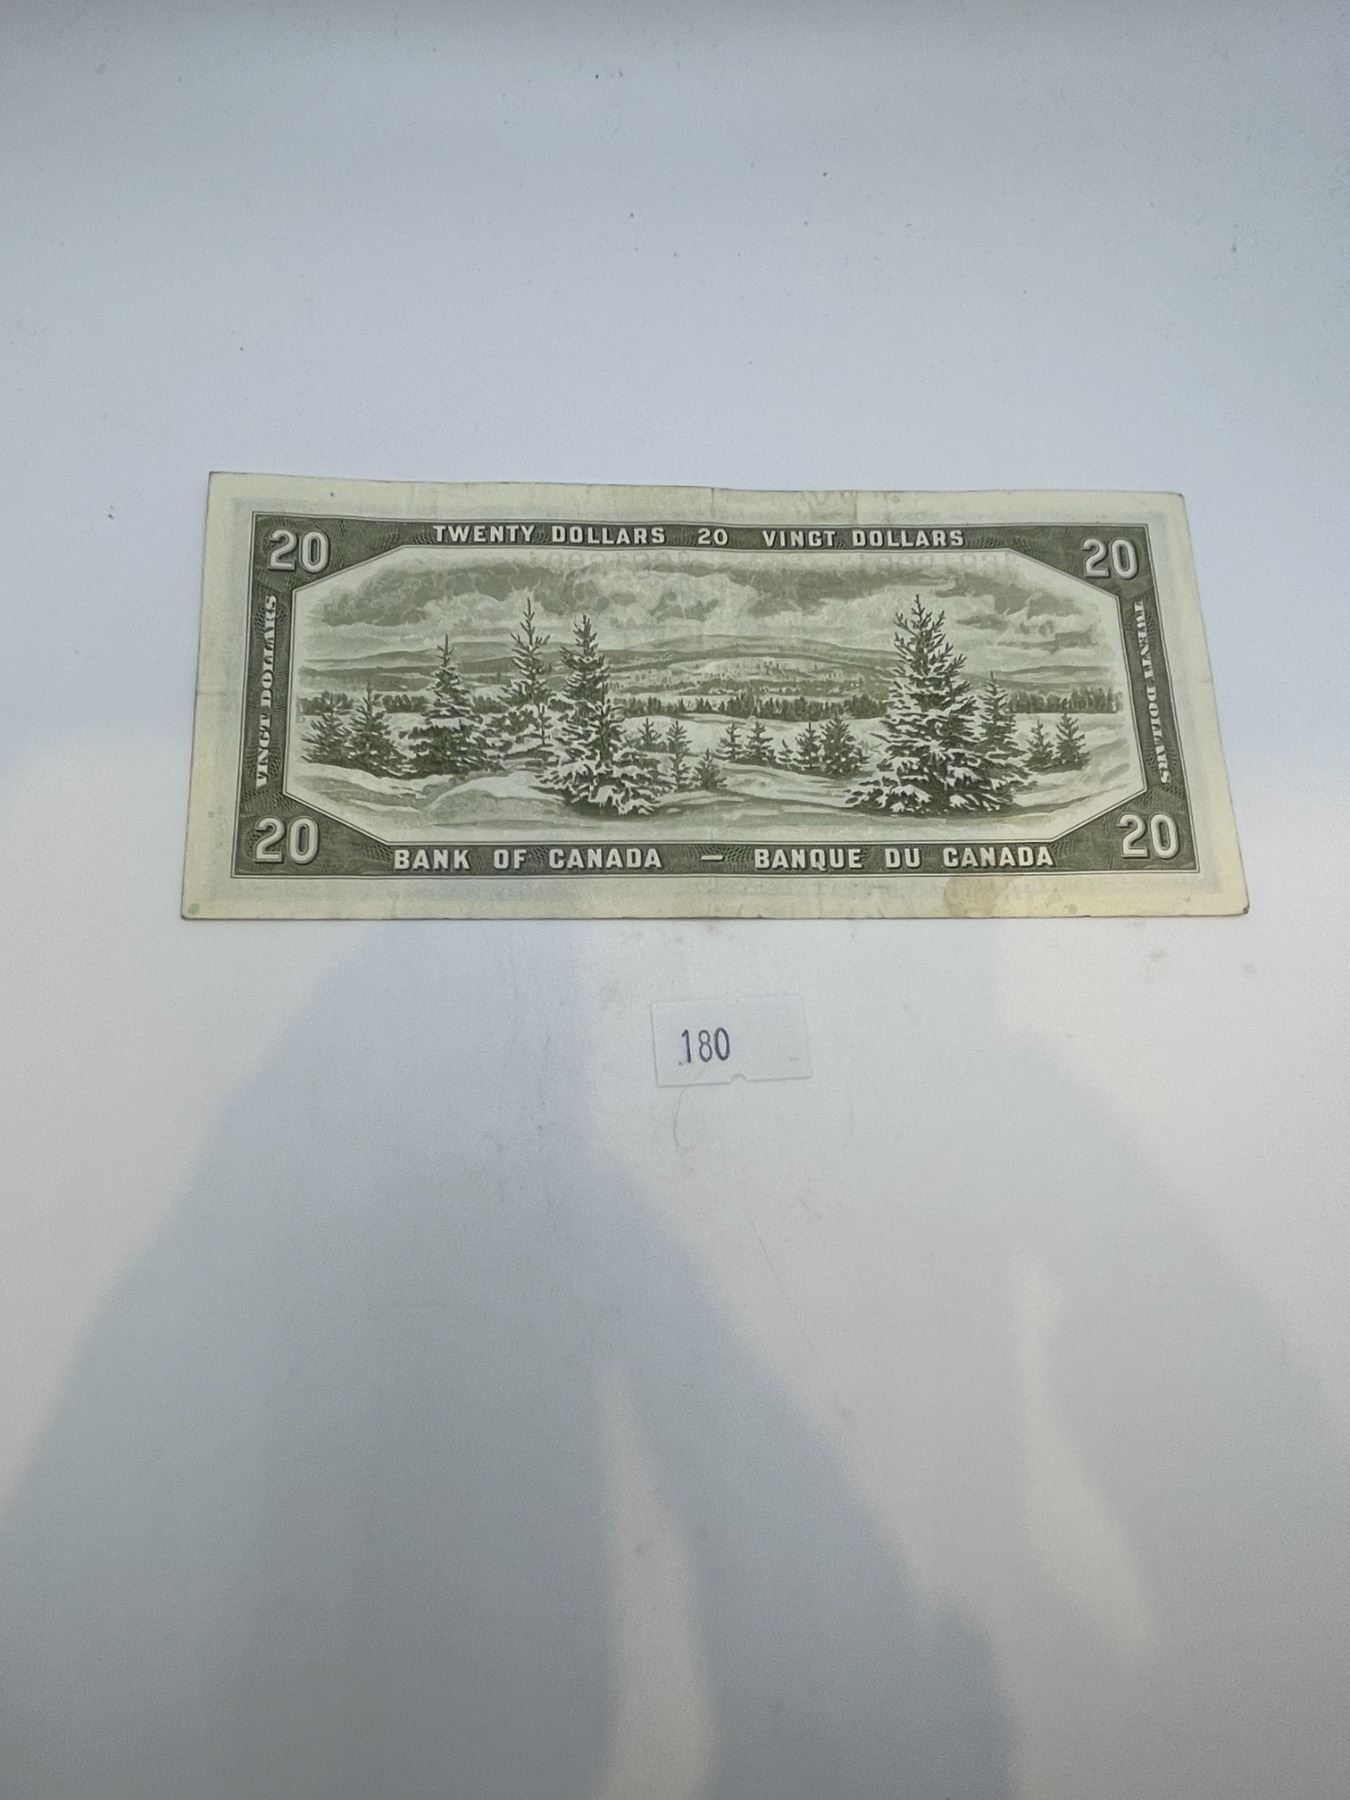 TWENTY DOLLARS 20 VINGT DOLLARS
20
20
VINGT DOLLARS
TWENTY DOLLARS
20
20
BANK OF CANADA — BANQUE DU CANADA
180